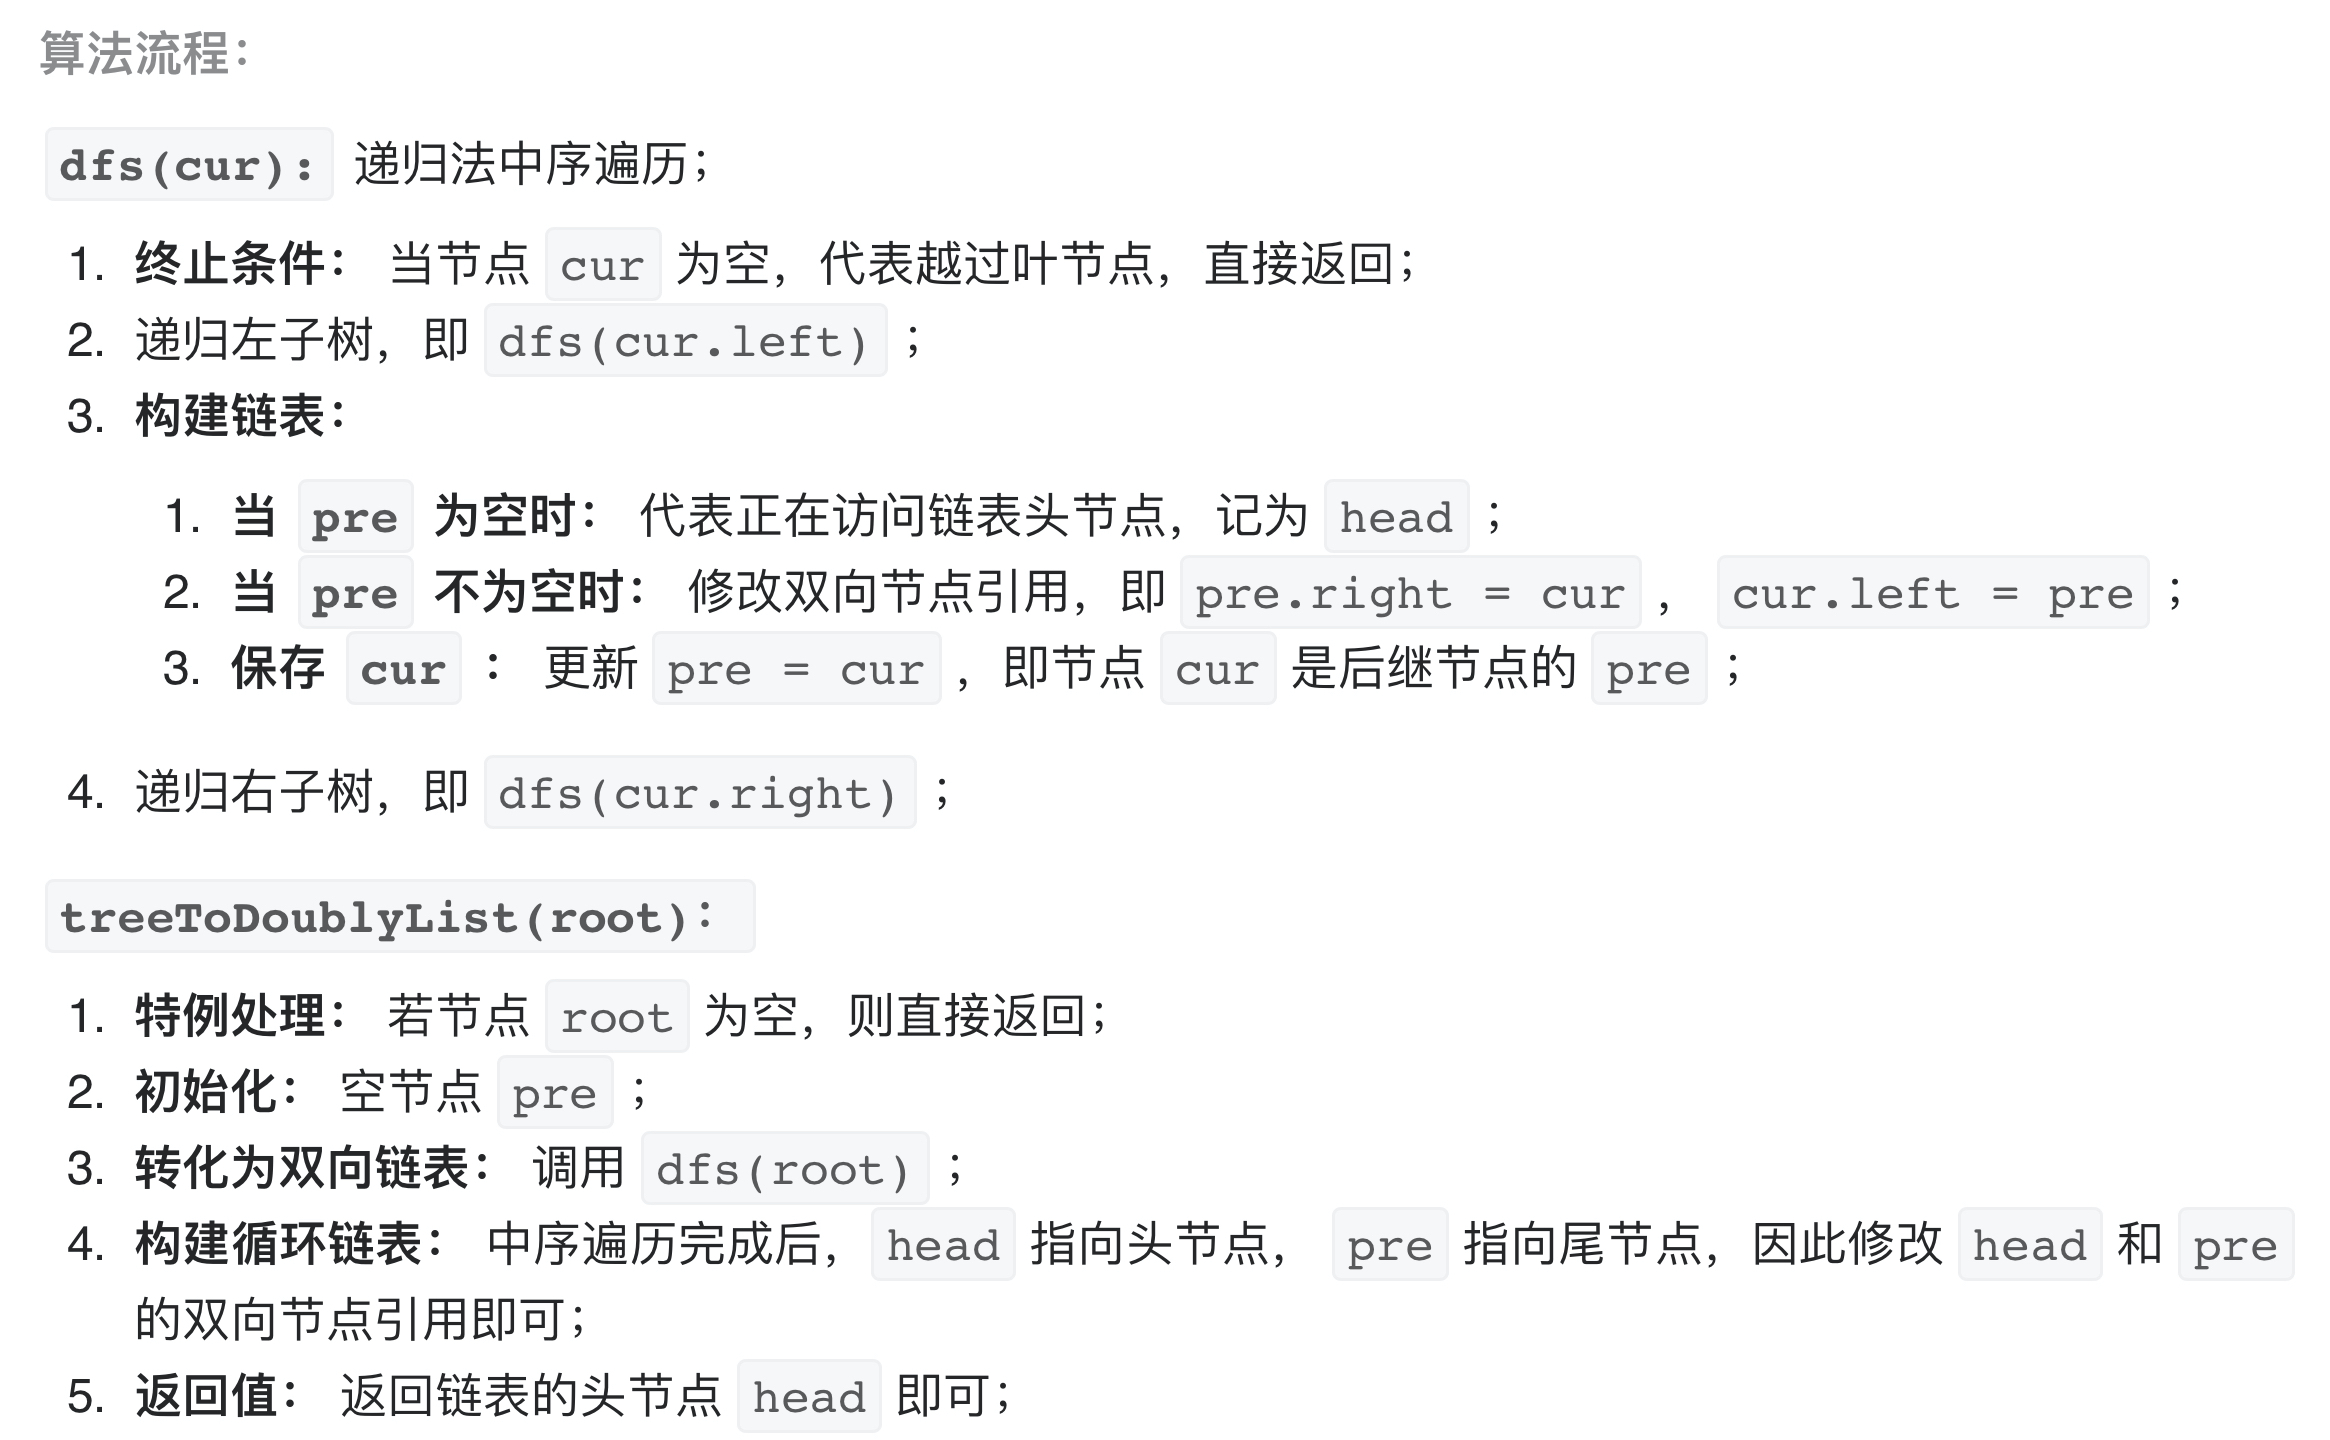 算法流程：
dfs(cur): 递归法中序遍历；
1. 终止条件： 当节点 cur 为空，代表越过叶节点，直接返回；
2. 递归左子树，即 dfs(cur.left) ；
3. 构建链表：
1. 当 pre 为空时： 代表正在访问链表头节点，记为 head ；
2. 当 pre 不为空时： 修改双向节点引用，即 pre.right = cur ， cur.left = pre ；
3. 保存 cur ： 更新 pre = cur ，即节点 cur 是后继节点的 pre ；
4. 递归右子树，即 dfs(cur.right) ；
treeToDoublyList(root)：
1. 特例处理： 若节点 root 为空，则直接返回；
2. 初始化： 空节点 pre ；
3. 转化为双向链表： 调用 dfs(root) ；
4. 构建循环链表： 中序遍历完成后， head 指向头节点， pre 指向尾节点，因此修改 head 和 pre
的双向节点引用即可；
5. 返回值： 返回链表的头节点 head 即可；